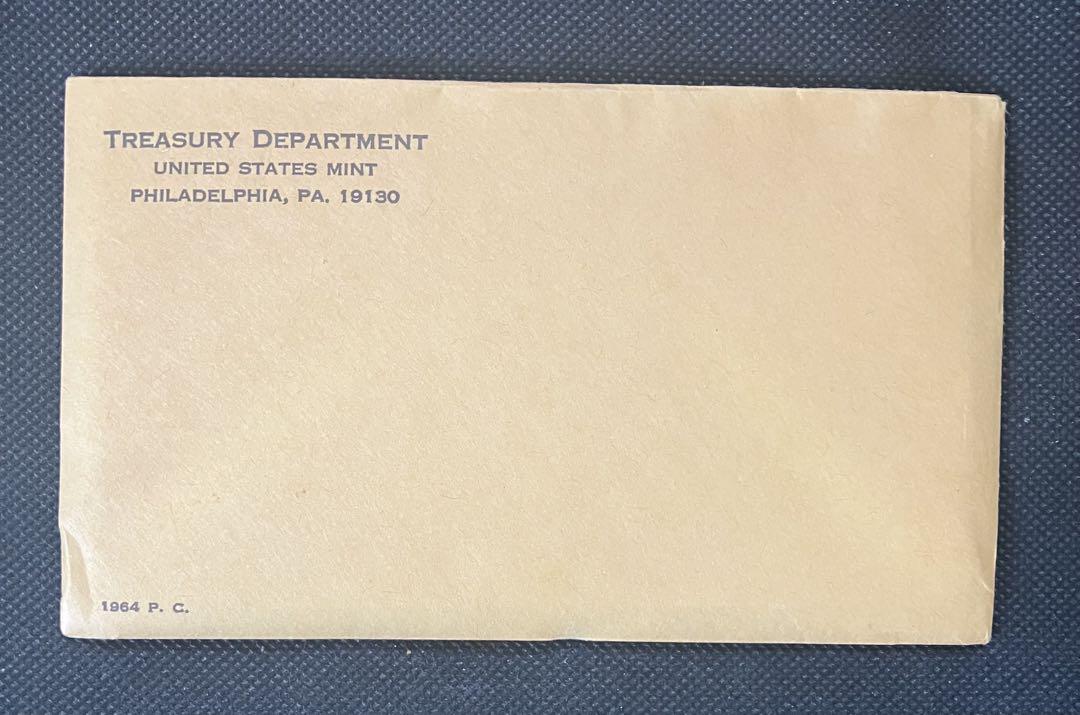 TREASURY DEPARTMENT
UNITED STATES MINT
PHILADELPHIA, PA. 19130
1964 P. C.